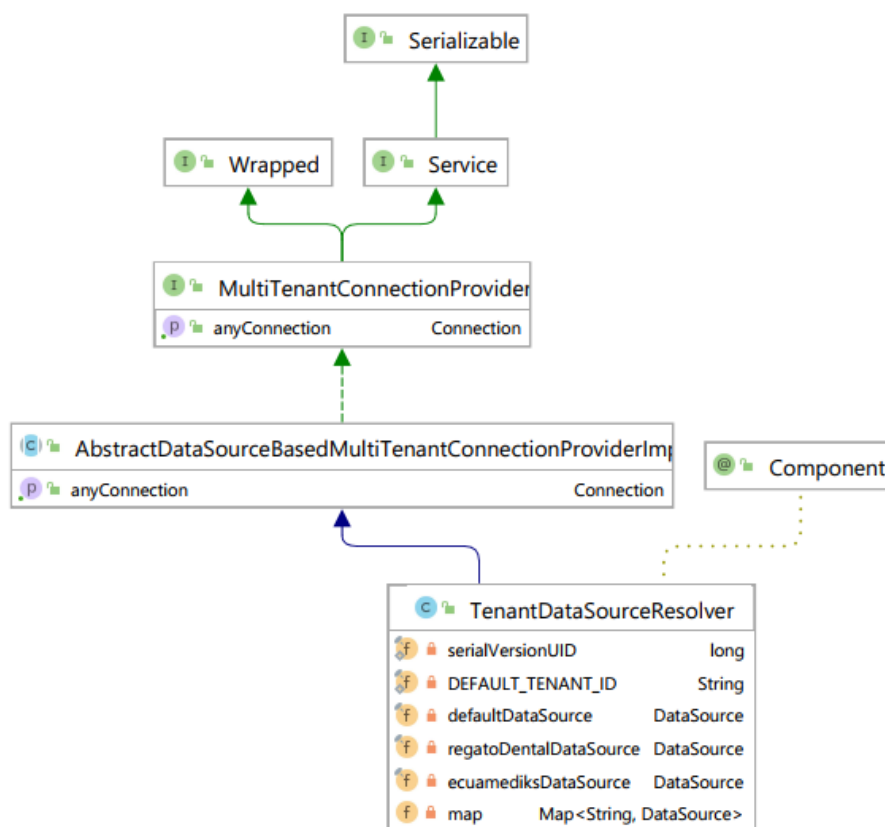 I Serializable
I Wrapped
I Service
I MultiTenantConnectionProvider
p anyConnection Connection
C AbstractDataSourceBasedMultiTenantConnectionProviderImp
p anyConnection Connection
@ Component
C TenantDataSourceResolver
f serialVersionUID long
f DEFAULT_TENANT_ID String
f defaultDataSource DataSource
f regatoDentalDataSource DataSource
f ecuamediksDataSource DataSource
f map Map<String, DataSource>